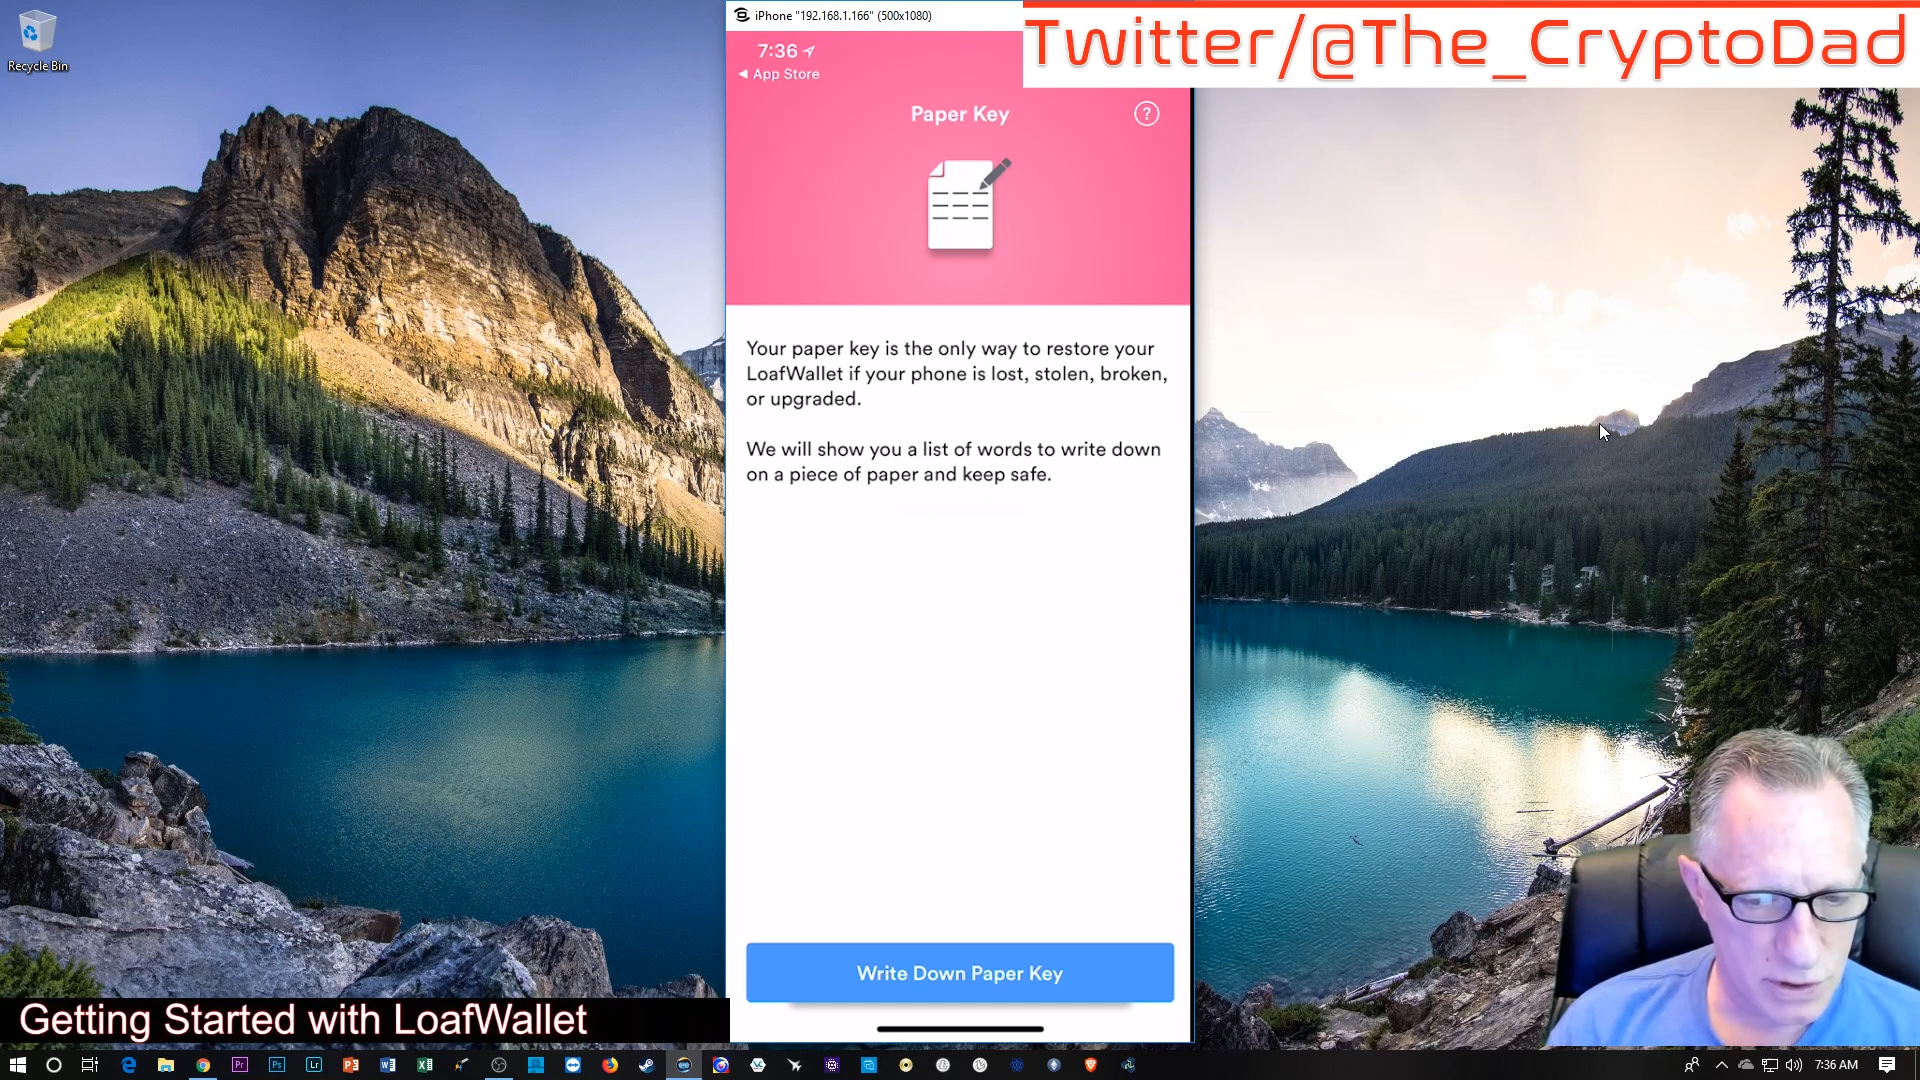 Recycle Bin
iPhone "192.168.1.166" (500x1080)
Twitter/@The_CryptoDad
7:36
◀ App Store
Paper Key
?
Your paper key is the only way to restore your
LoafWallet if your phone is lost, stolen, broken,
or upgraded.
We will show you a list of words to write down
on a piece of paper and keep safe.
Write Down Paper Key
Getting Started with LoafWallet
7:36 AM